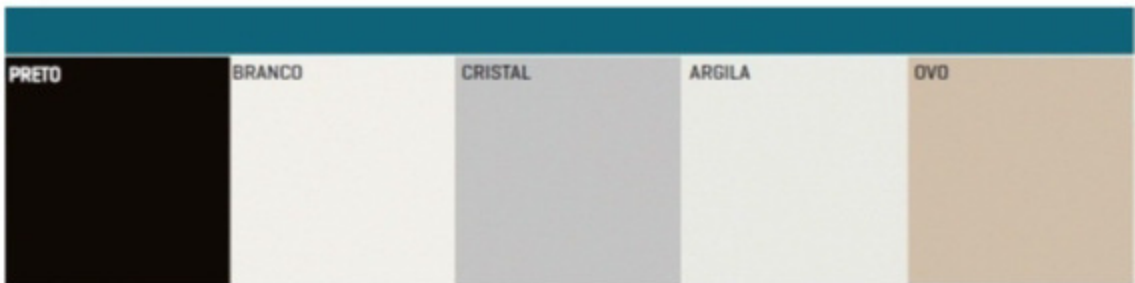 PRETO
BRANCO
CRISTAL
ARGILA
OVO